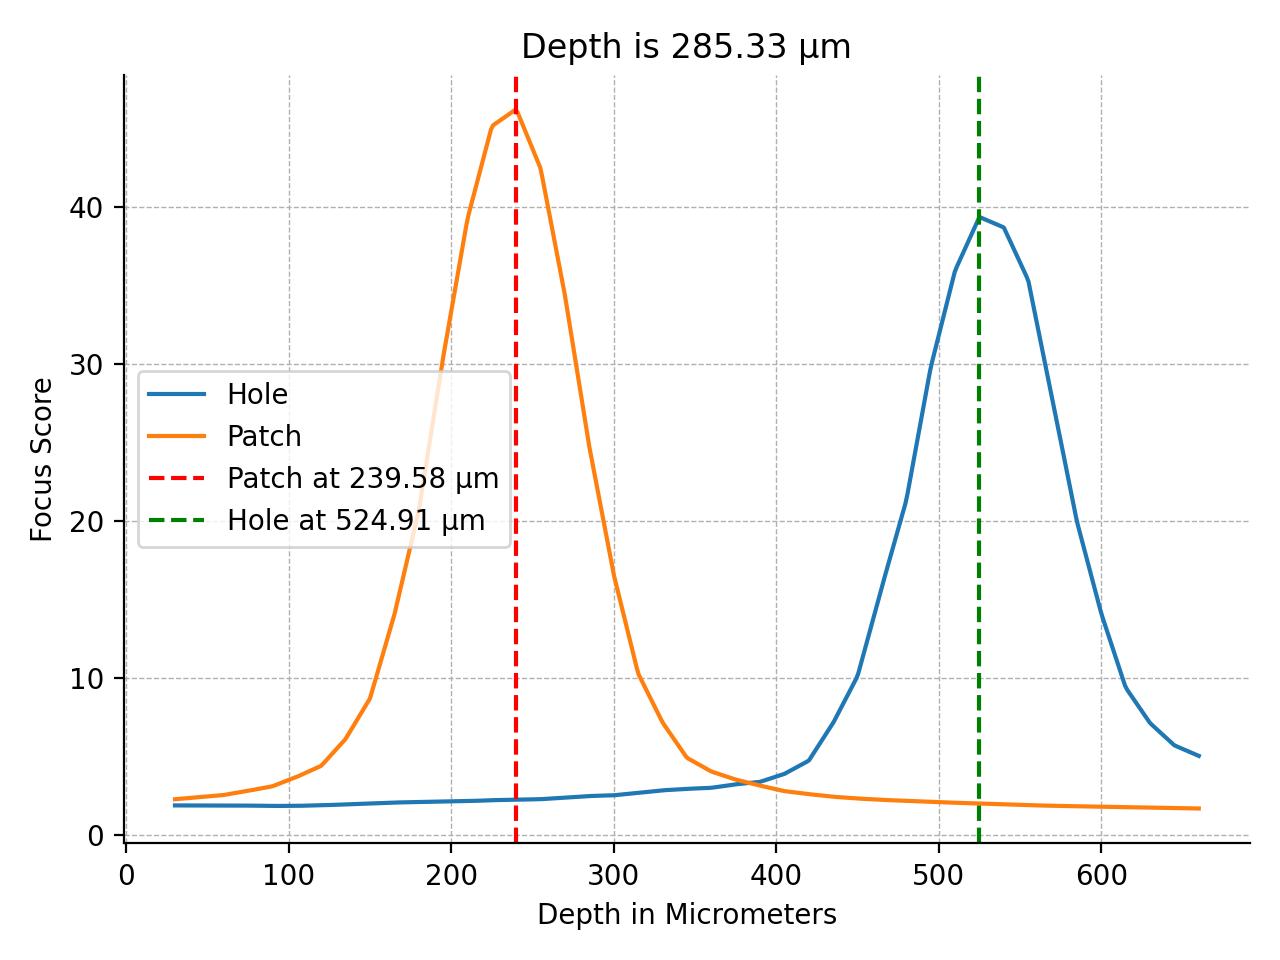 Depth is 285.33 µm
Focus Score
40
30
20
10
0
Hole
Patch
Patch at 239.58 µm
Hole at 524.91 µm
0 100 200 300 400 500 600
Depth in Micrometers